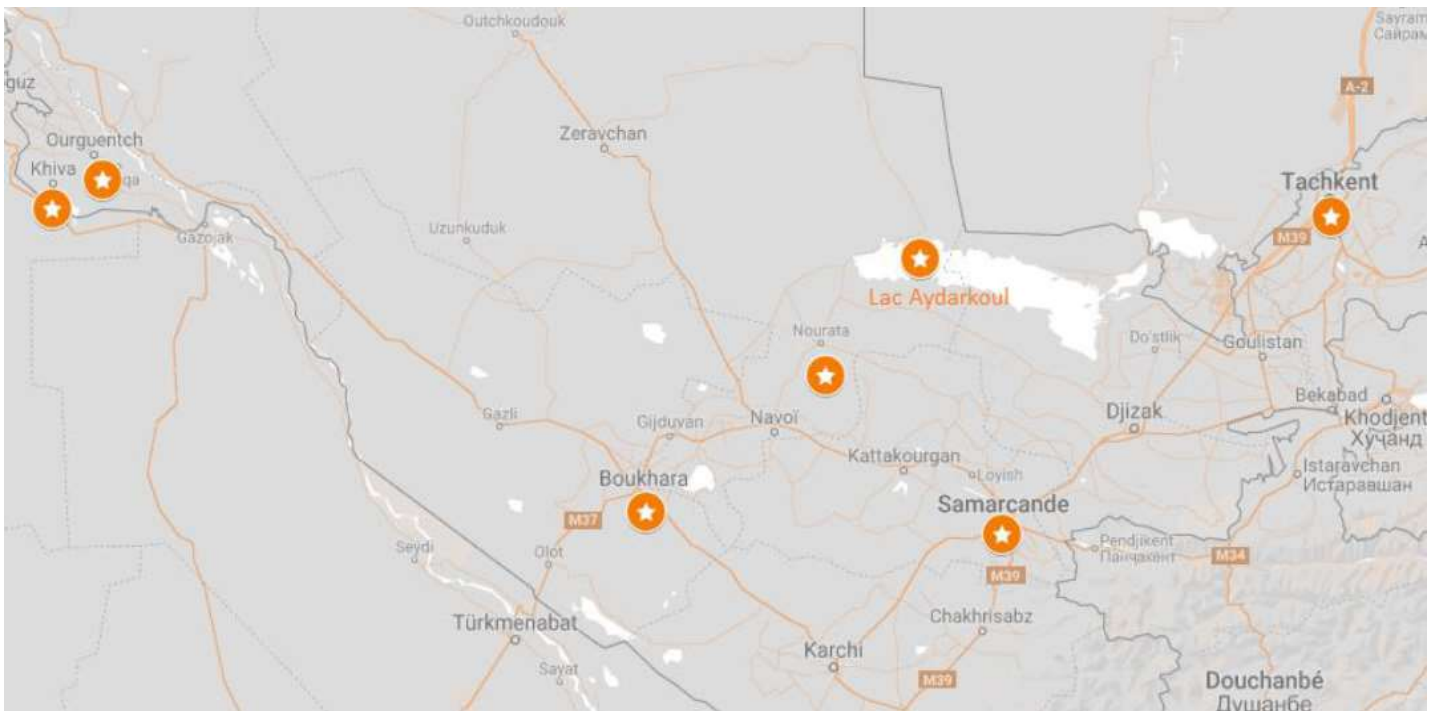 Outchkoudouk
Sayram
Сайрам
A-2
Zeravchan
Ourguentch
Khiva
qa
Tachkent
M39
Uzunkuduk
Gazojak
Lac Aydarkoul
Nourata
Do'stlik
Goulistan
Bekabad
Khodjent
Хуҷанд
Gazli
Gijduvan
Navoï
Djizak
Kattakourgan
Loyish
Istaravchan
Истаравшан
Boukhara
Samarcande
M37
Seydi
Olot
Pendjikent
Панҷакент
M34
M39
Türkmenabat
Chakhrisabz
Karchi
Sayat
M39
Douchanbé
Душанбе